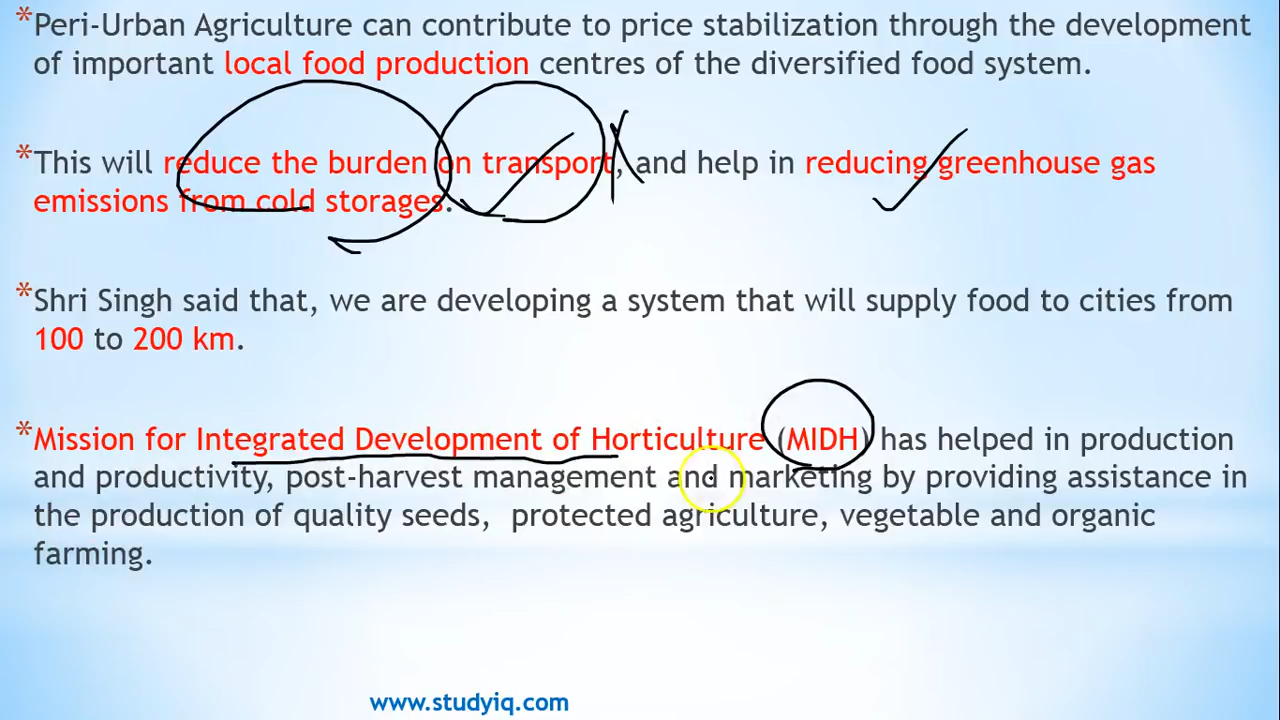 *Peri-Urban Agriculture can contribute to price stabilization through the development
of important local food production centres of the diversified food system.
*This will reduce the burden on transport, and help in reducing greenhouse gas
emissions from cold storages.
*Shri Singh said that, we are developing a system that will supply food to cities from
100 to 200 km.
*Mission for Integrated Development of Horticulture (MIDH) has helped in production
and productivity, post-harvest management and marketing by providing assistance in
the production of quality seeds, protected agriculture, vegetable and organic
farming.
www.studyiq.com